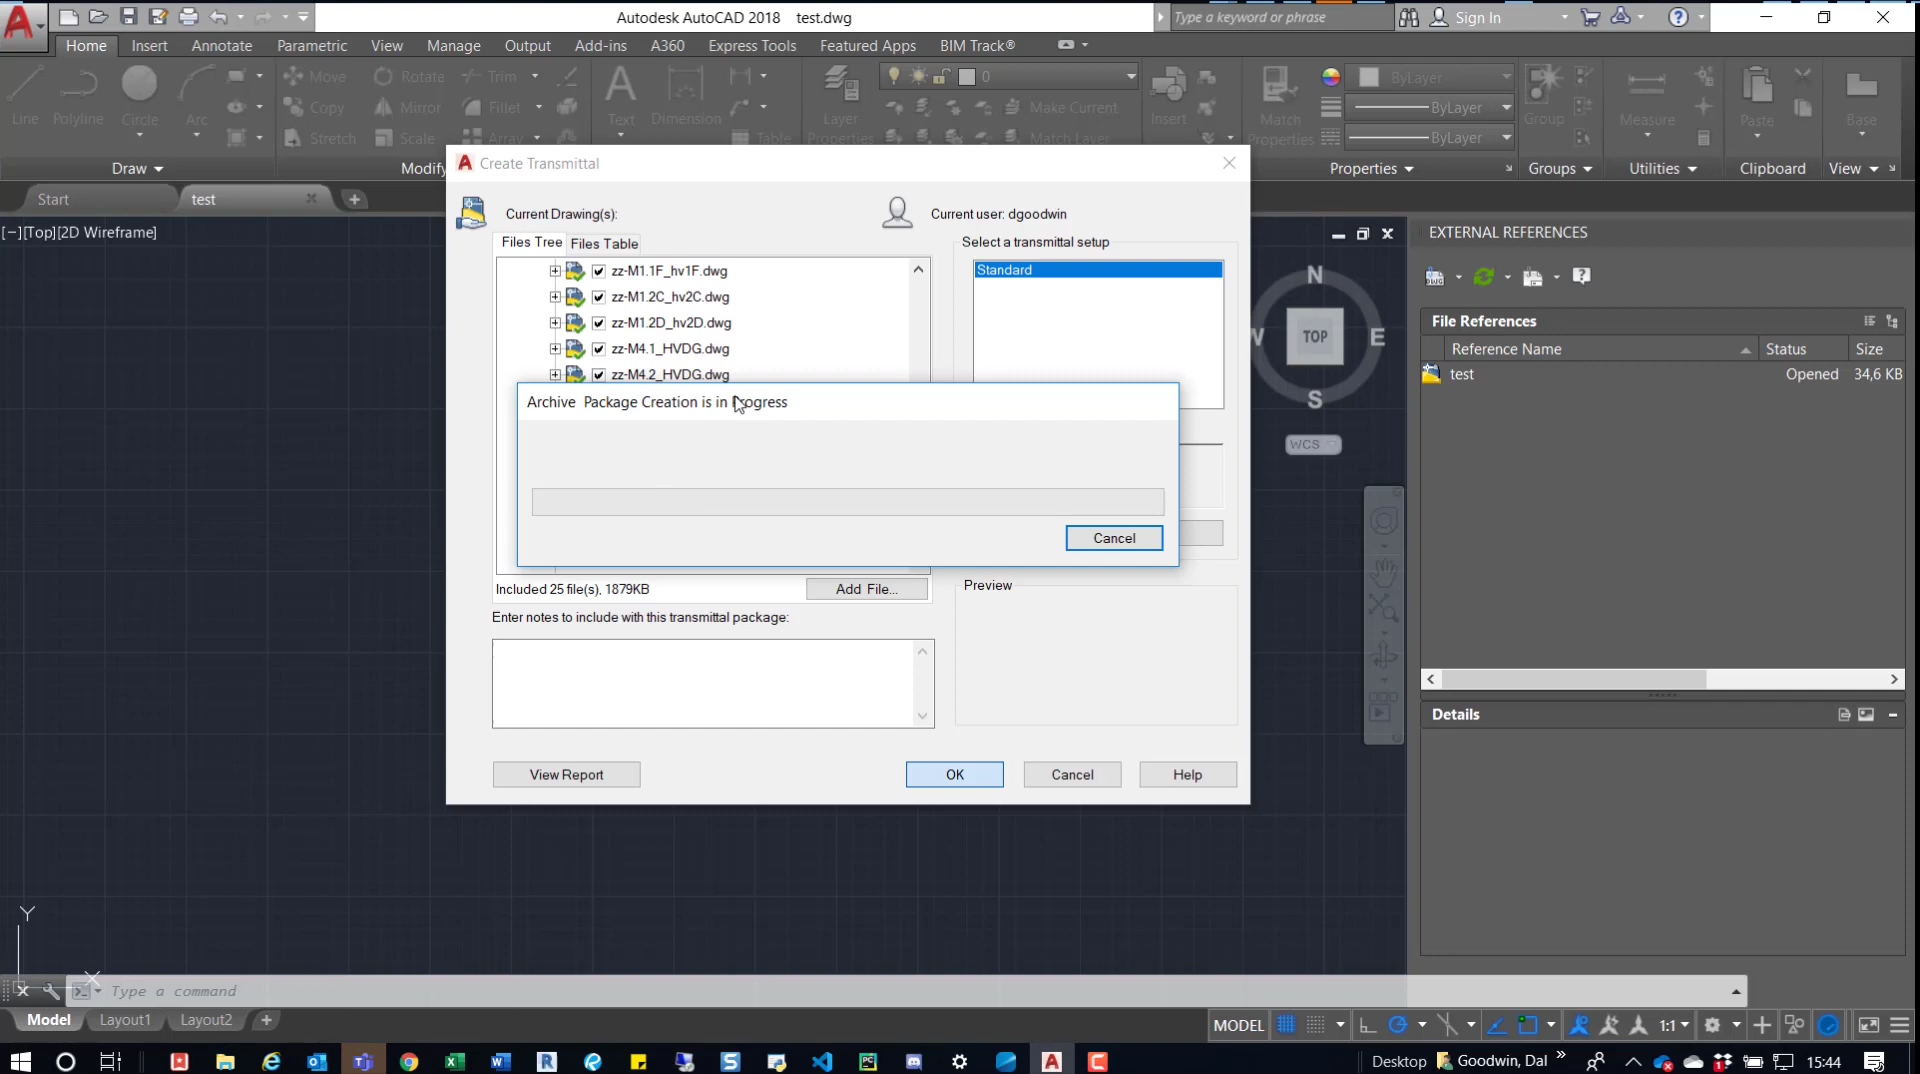 Autodesk AutoCAD 2018 test.dwg
Type a keyword or phrase
Sign In
Home Insert Annotate Parametric View Manage Output Add-ins A360 Express Tools Featured Apps BIM Track®
Line Polyline Circle Arc
Move Rotate Trim
Copy Mirror Fillet
Stretch Scale Array
Text Dimension Table
Layer Properties
0
Make Current
Match Layer
Insert
Match Properties
ByLayer
ByLayer
ByLayer
Group Measure Paste Base
Draw Modify Properties Groups Utilities Clipboard View
Start test
[−][Top][2D Wireframe]
Create Transmittal
Current Drawing(s):
Current user: dgoodwin
Files Tree Files Table
Select a transmittal setup
Standard
zz-M1.1F_hv1F.dwg
zz-M1.2C_hv2C.dwg
zz-M1.2D_hv2D.dwg
zz-M4.1_HVDG.dwg
zz-M4.2_HVDG.dwg
Archive Package Creation is in Progress
Cancel
Included 25 file(s), 1879KB
Add File...
Preview
Enter notes to include with this transmittal package:
View Report OK Cancel Help
N
W TOP E
S
WCS
EXTERNAL REFERENCES
File References
Reference Name Status Size
test Opened 34,6 KB
Details
Y
X
Type a command
Model Layout1 Layout2
MODEL 1:1
Desktop Goodwin, Dal 15:44